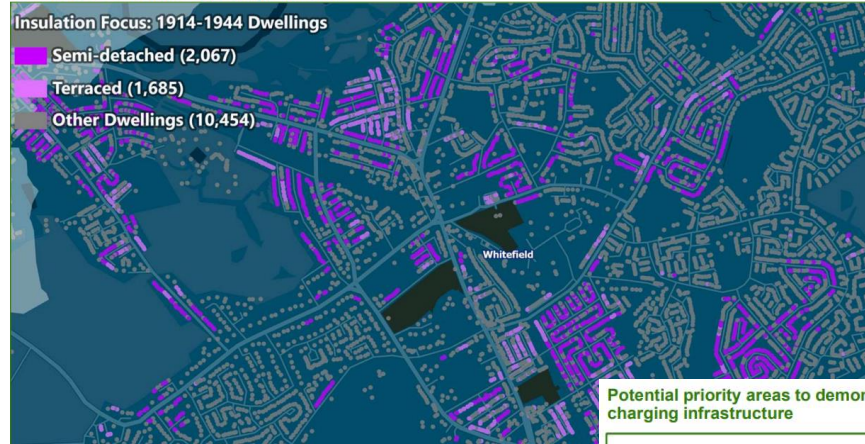 Insulation Focus: 1914-1944 Dwellings
Semi-detached (2,067)
Terraced (1,685)
Other Dwellings (10,454)
Whitefield
Potential priority areas to
charging infrastructure